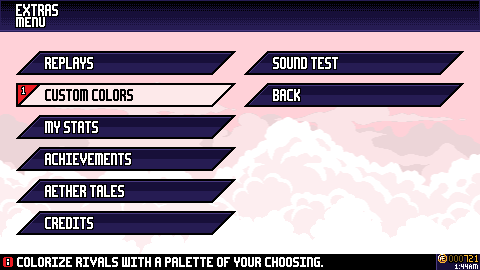 EXTRAS
MENU
REPLAYS
1
CUSTOM COLORS
MY STATS
ACHIEVEMENTS
AETHER TALES
CREDITS
SOUND TEST
BACK
COLORIZE RIVALS WITH A PALETTE OF YOUR CHOOSING.
000721
1:44AM